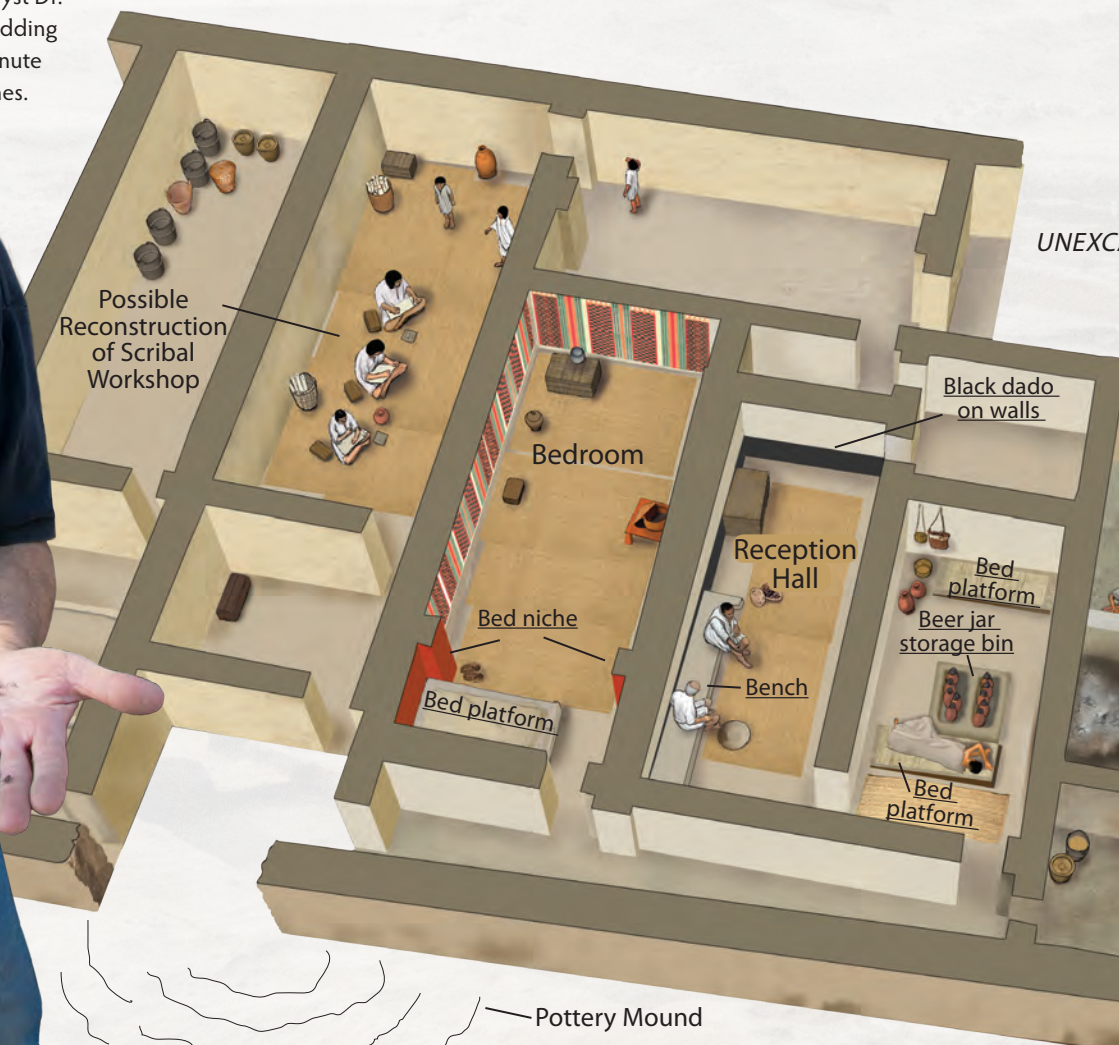 Possible
Reconstruction
of Scribal
Workshop
Bedroom
Black dado
on walls
Reception
Hall
Bed
platform
Beer jar
storage bin
Bed niche
Bench
Bed platform
Bed
platform
Pottery Mound